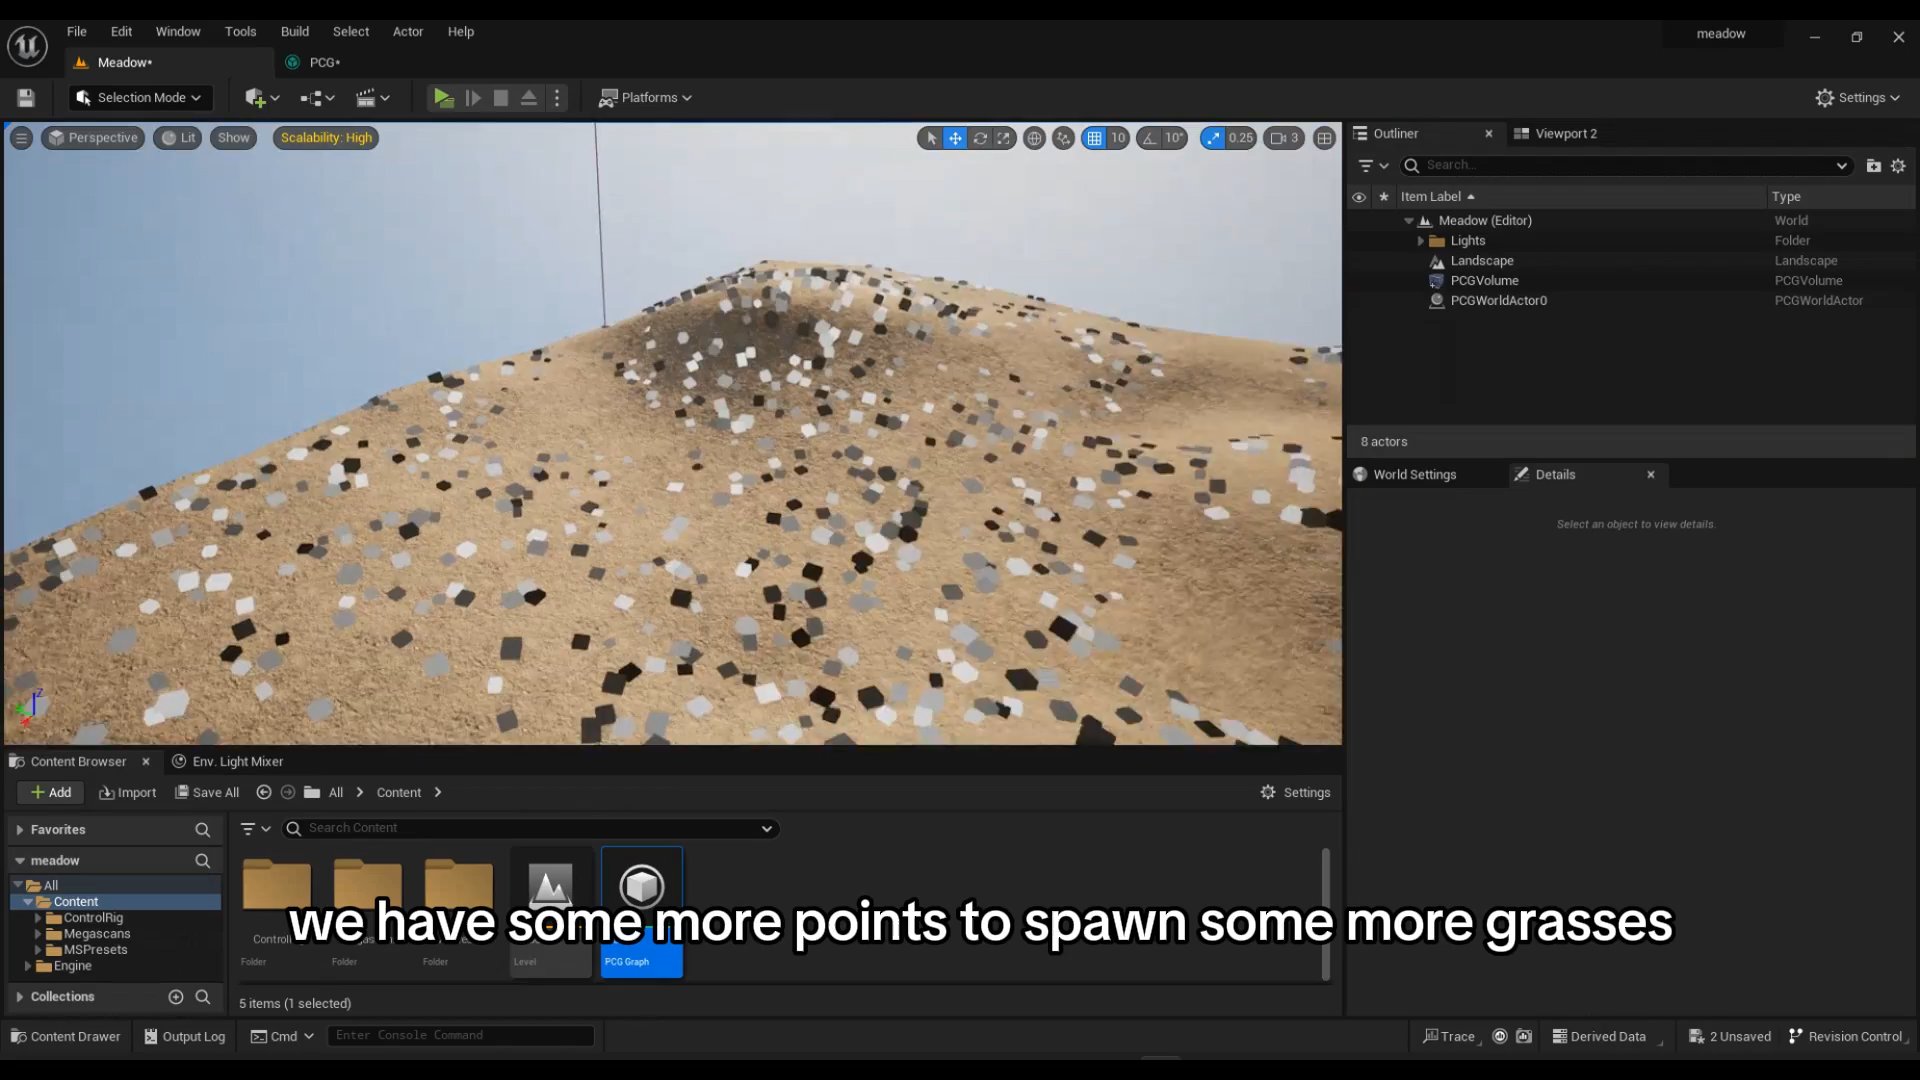 File Edit Window Tools Build Select Actor Help
meadow
Meadow*
PCG*
Selection Mode
Platforms
Settings
Perspective
Lit
Show
Scalability: High
10
10°
0.25
3
Outliner
Viewport 2
Search...
Item Label
Type
Meadow (Editor)
World
Lights
Folder
Landscape
Landscape
PCGVolume
PCGVolume
PCGWorldActor0
PCGWorldActor
8 actors
World Settings
Details
Select an object to view details.
Content Browser
Env. Light Mixer
Add
Import
Save All
All
Content
Settings
Favorites
Search Content
meadow
All
Content
ControlRig
Megascans
MSPresets
Engine
Collections
we have some more points to spawn some more grasses
Folder
Folder
Folder
Level
PCG Graph
5 items (1 selected)
Content Drawer
Output Log
Cmd
Enter Console Command
Trace
Derived Data
2 Unsaved
Revision Control